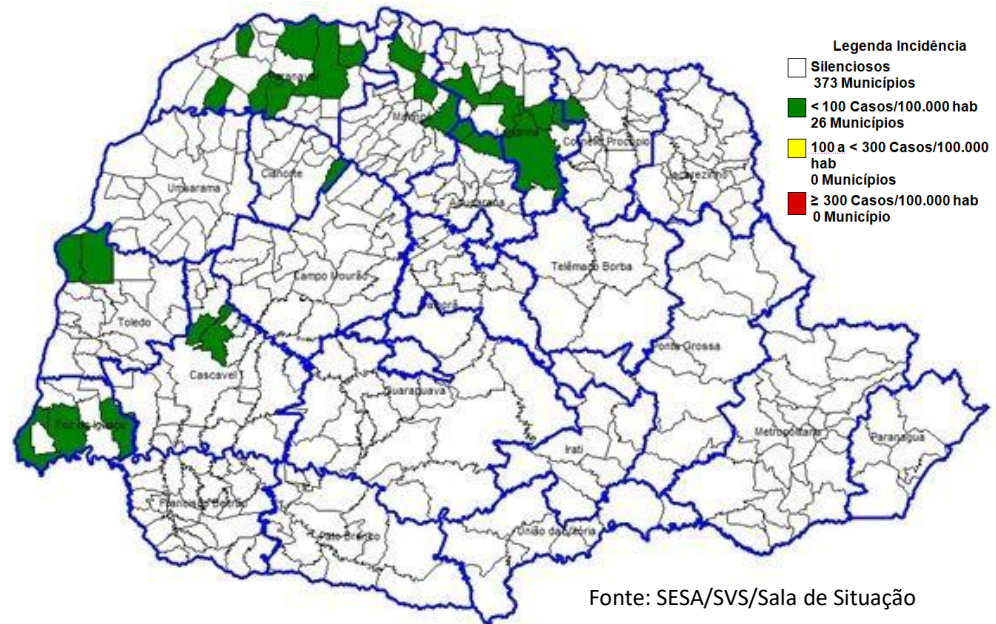 Legenda Incidência
Silenciosos
373 Municípios
< 100 Casos/100.000 hab
26 Municípios
100 a < 300 Casos/100.000
hab
0 Municípios
≥ 300 Casos/100.000 hab
0 Município
Paranavaí
Maringá
Londrina
Cornélio Procópio
Jacarezinho
Umuarama
Cianorte
Apucarana
Campo Mourão
Telêmaco Borba
Toledo
Ivaiporã
Ponta Grossa
Cascavel
Guarapuava
Foz do Iguaçu
Irati
Metropolitana
Paranaguá
Francisco Beltrão
Pato Branco
União da Vitória
Fonte: SESA/SVS/Sala de Situação